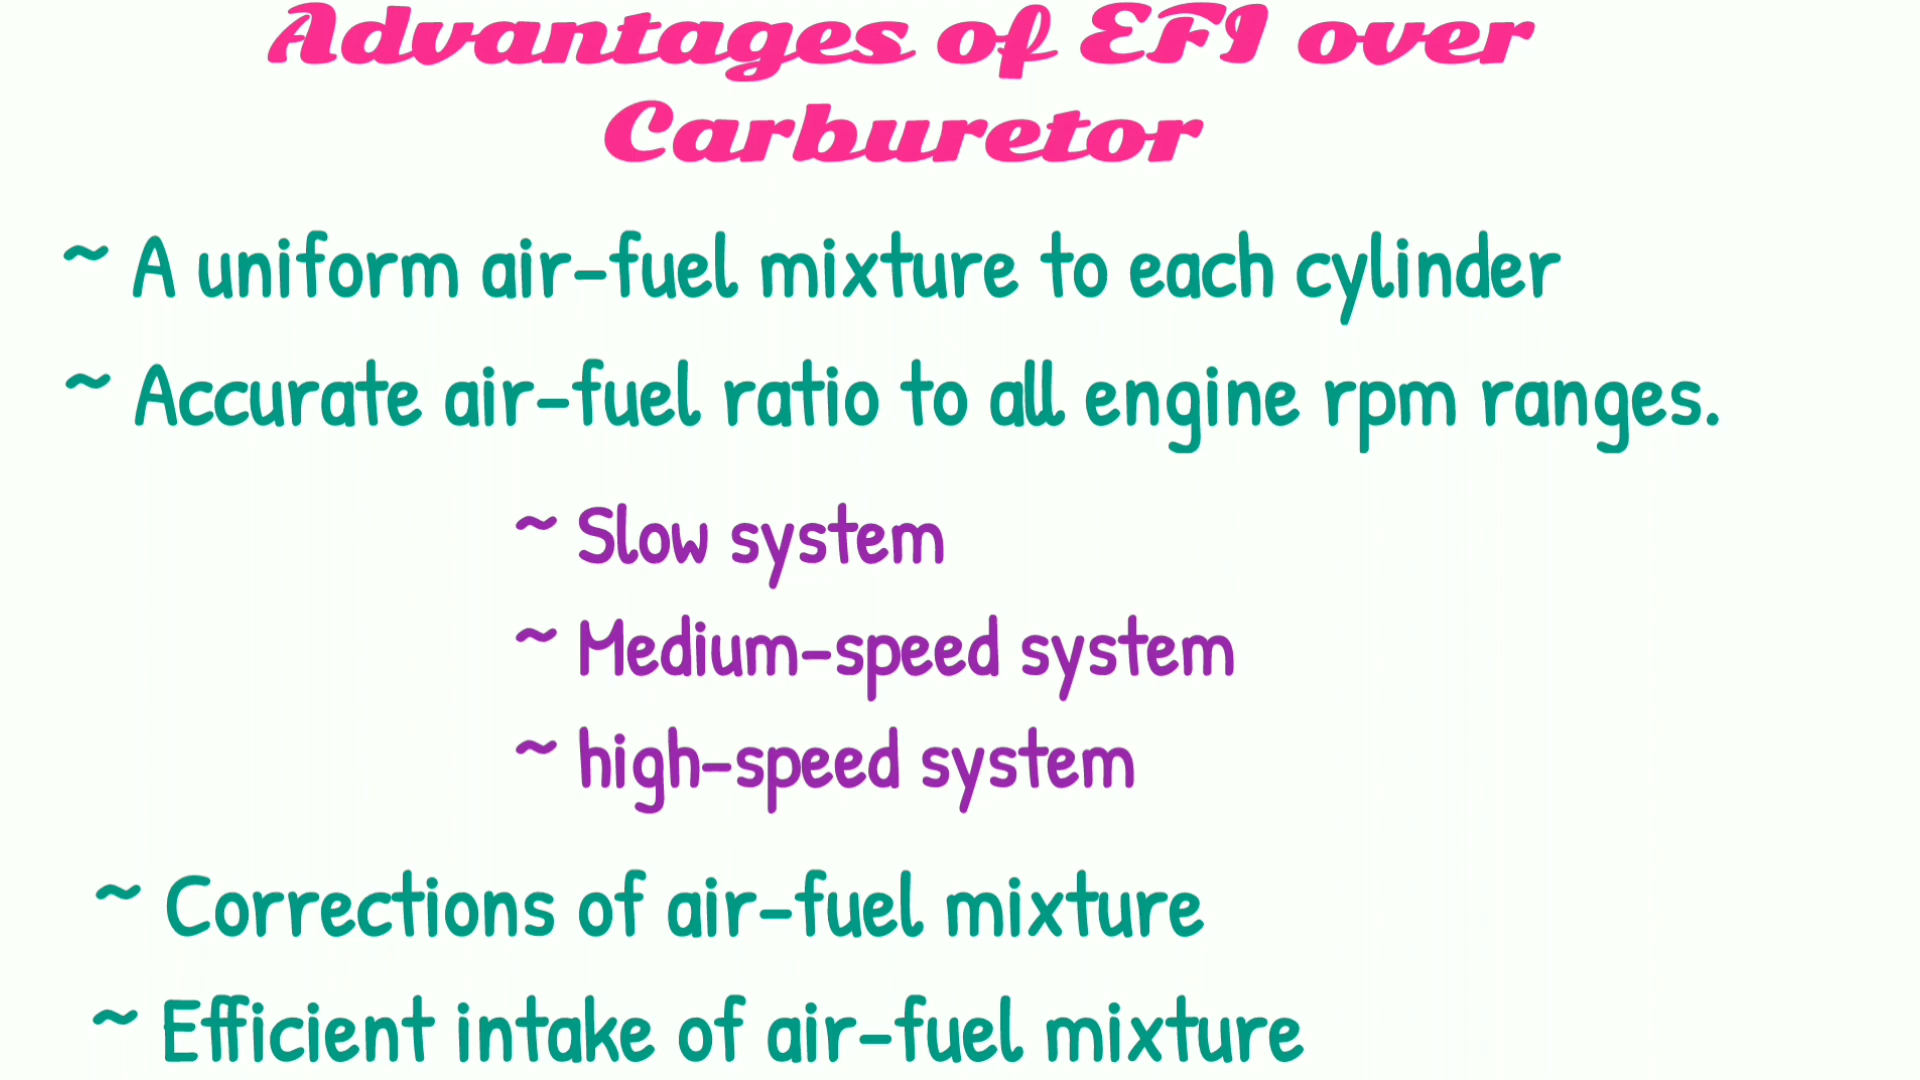 Advantages of EFI over
Carburetor
~ A uniform air-fuel mixture to each cylinder
~ Accurate air-fuel ratio to all engine rpm ranges.
~ Slow system
~ Medium-speed system
~ high-speed system
~ Corrections of air-fuel mixture
~ Efficient intake of air-fuel mixture